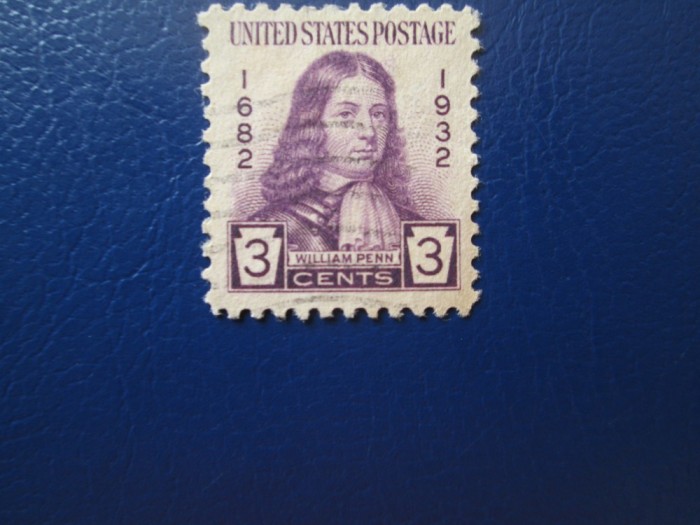 UNITED STATES POSTAGE
1682
1932
3
WILLIAM PENN
CENTS
3